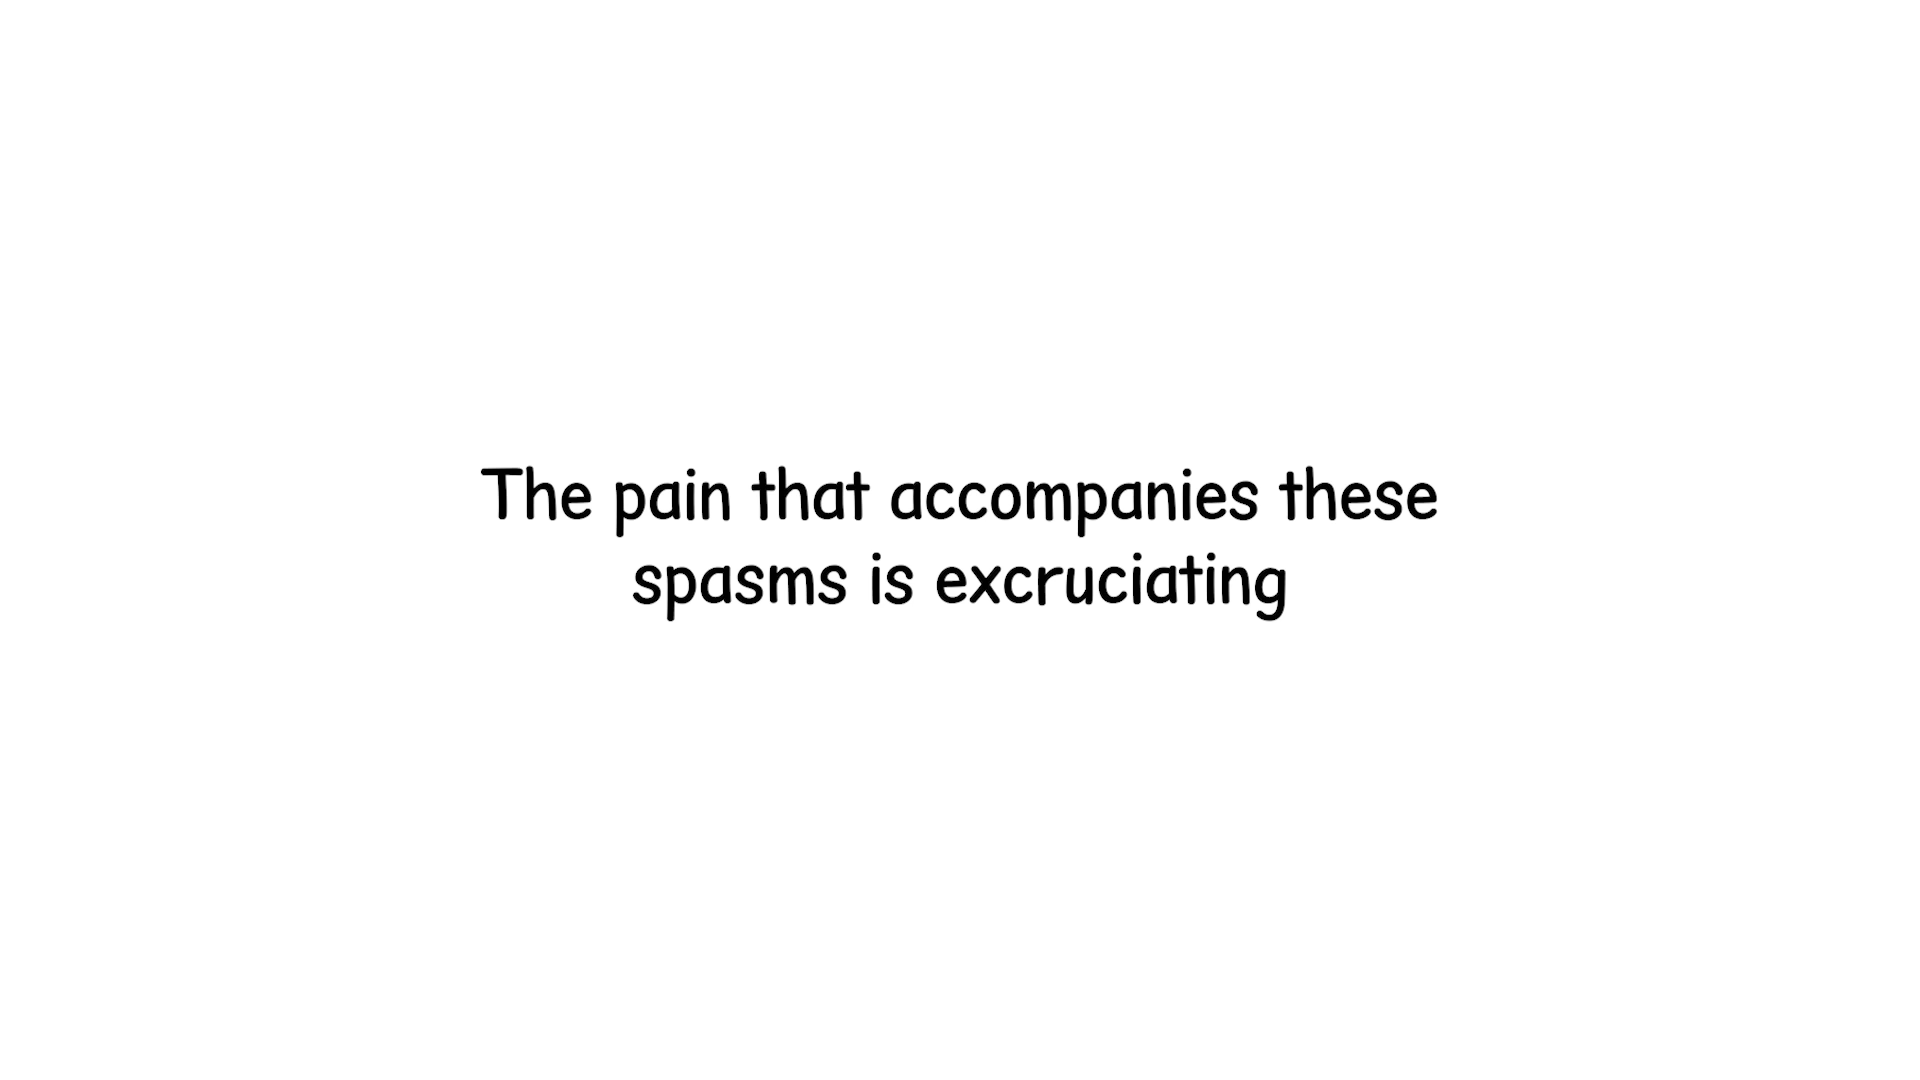 The pain that accompanies these
spasms is excruciating